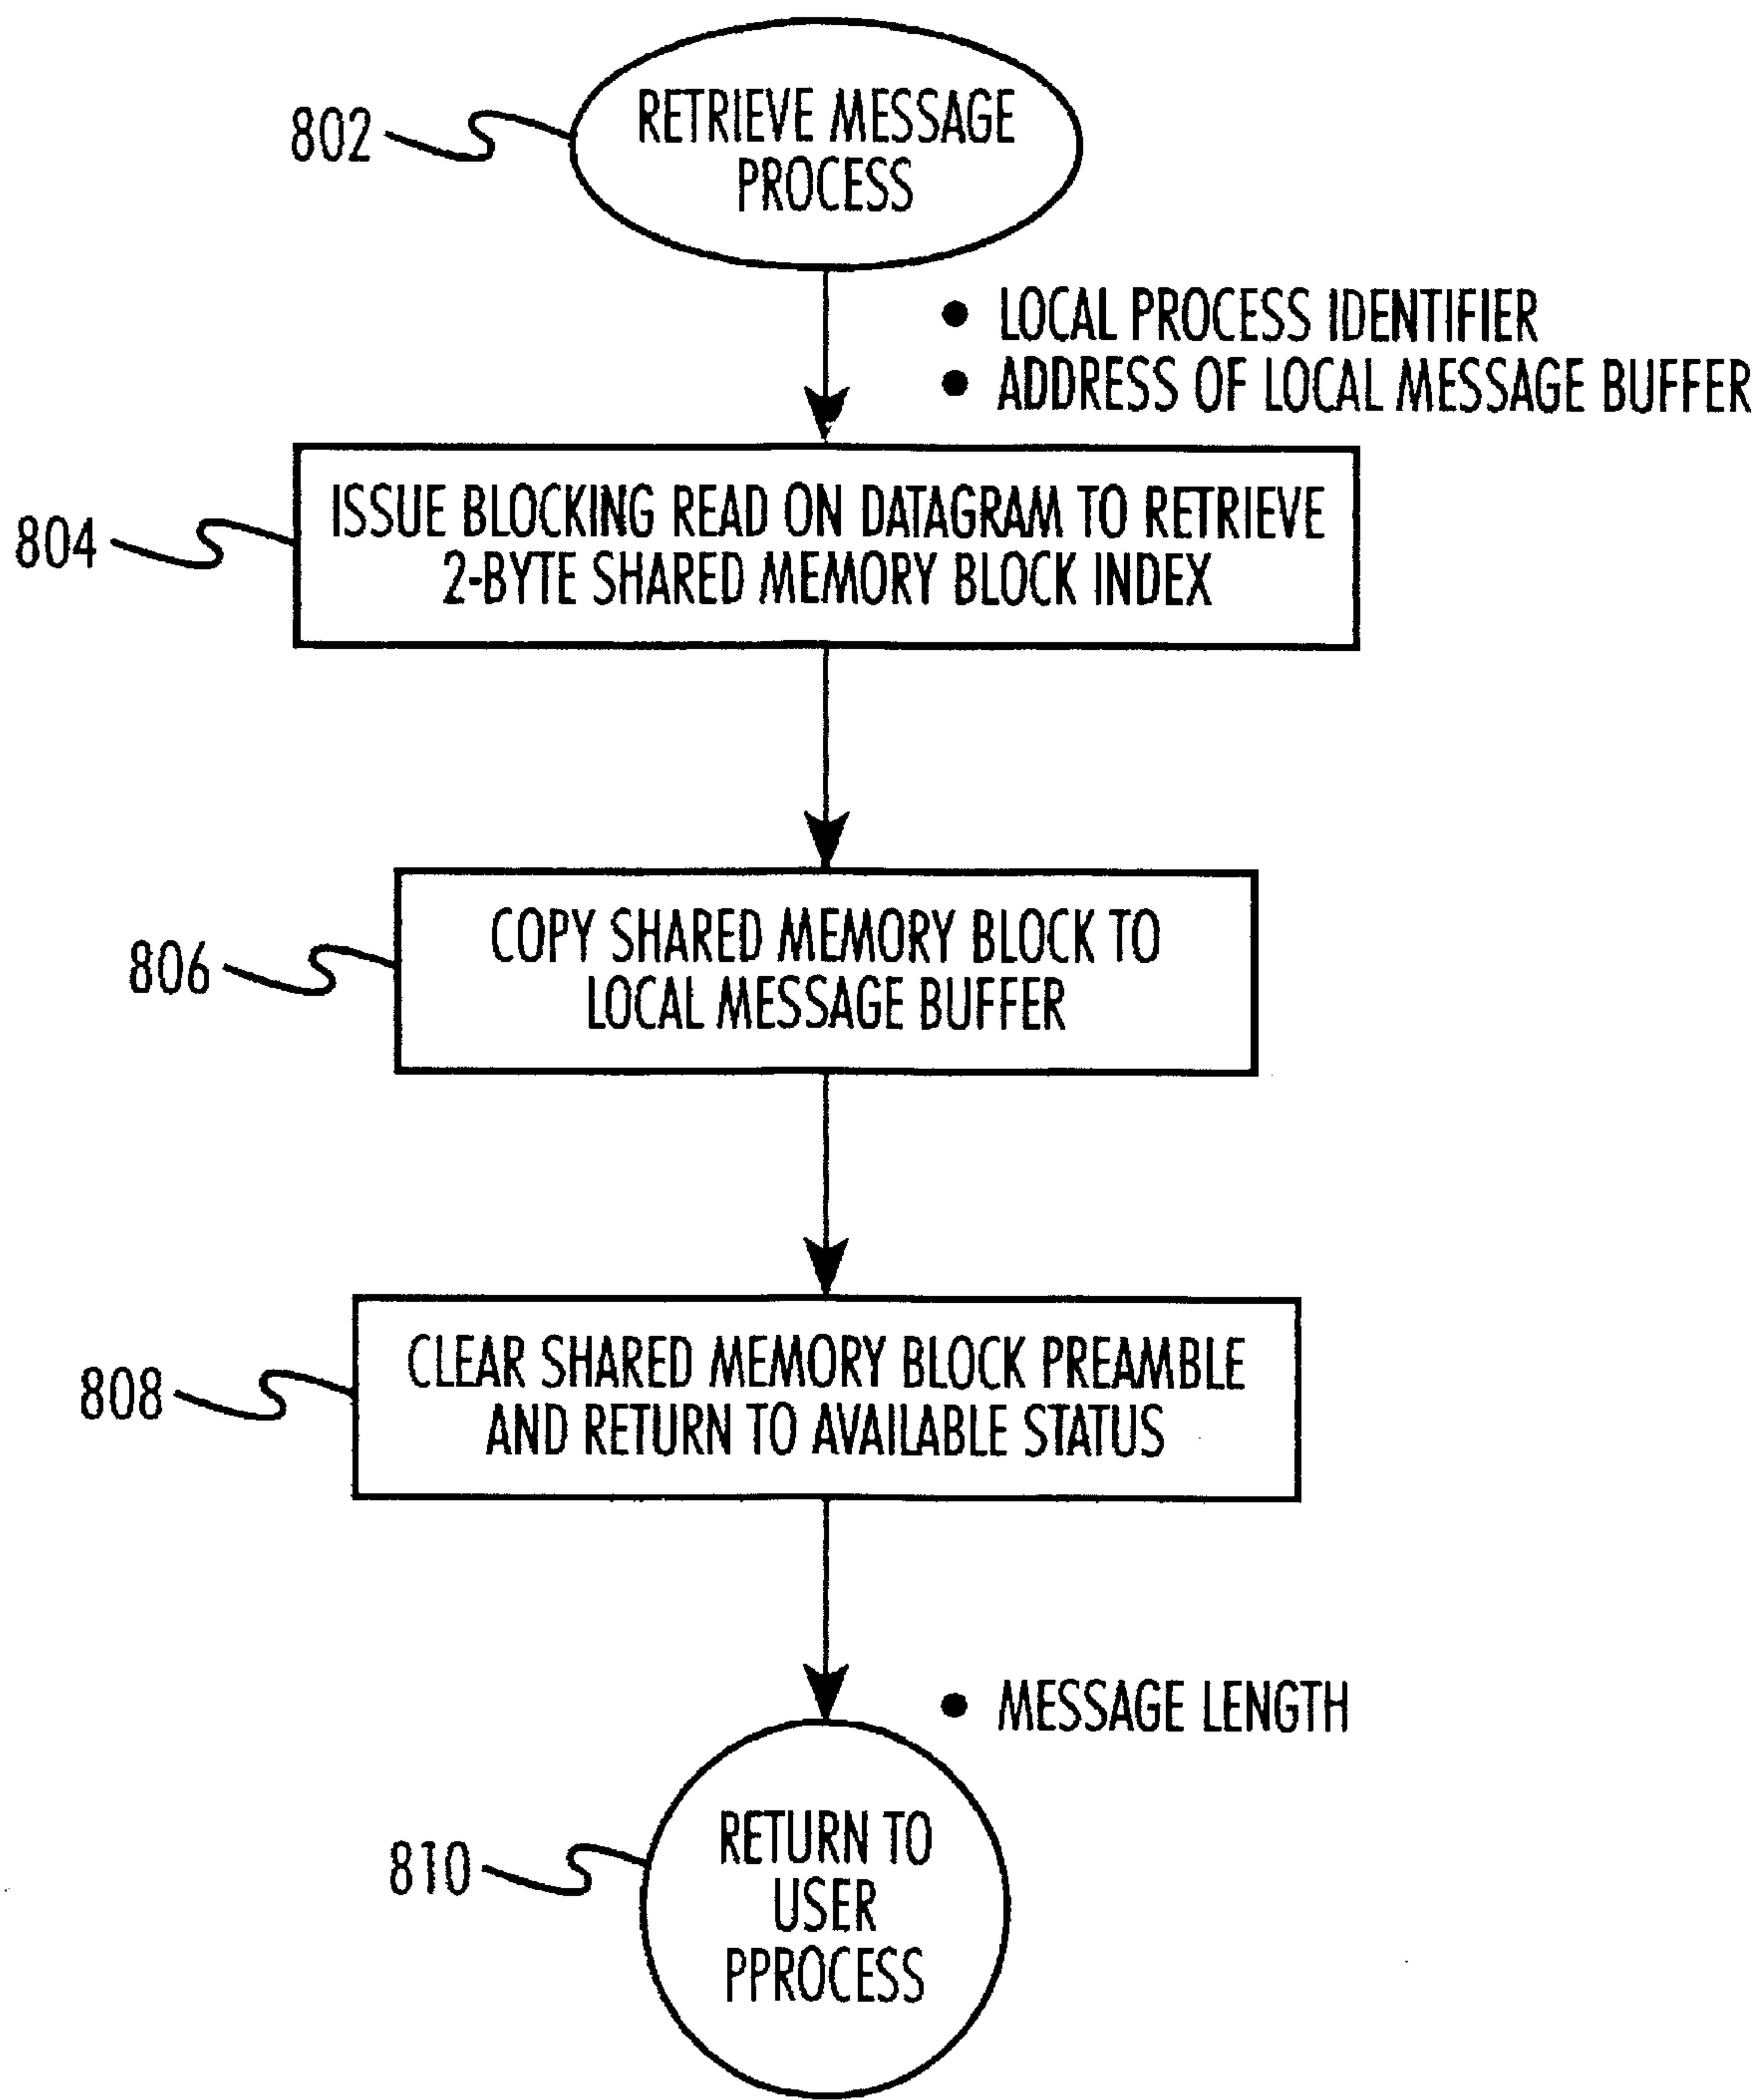 802
RETRIEVE MESSAGE
PROCESS
• LOCAL PROCESS IDENTIFIER
• ADDRESS OF LOCAL MESSAGE BUFFER
804
ISSUE BLOCKING READ ON DATAGRAM TO RETRIEVE
2-BYTE SHARED MEMORY BLOCK INDEX
806
COPY SHARED MEMORY BLOCK TO
LOCAL MESSAGE BUFFER
808
CLEAR SHARED MEMORY BLOCK PREAMBLE
AND RETURN TO AVAILABLE STATUS
• MESSAGE LENGTH
810
RETURN TO
USER
PPROCESS